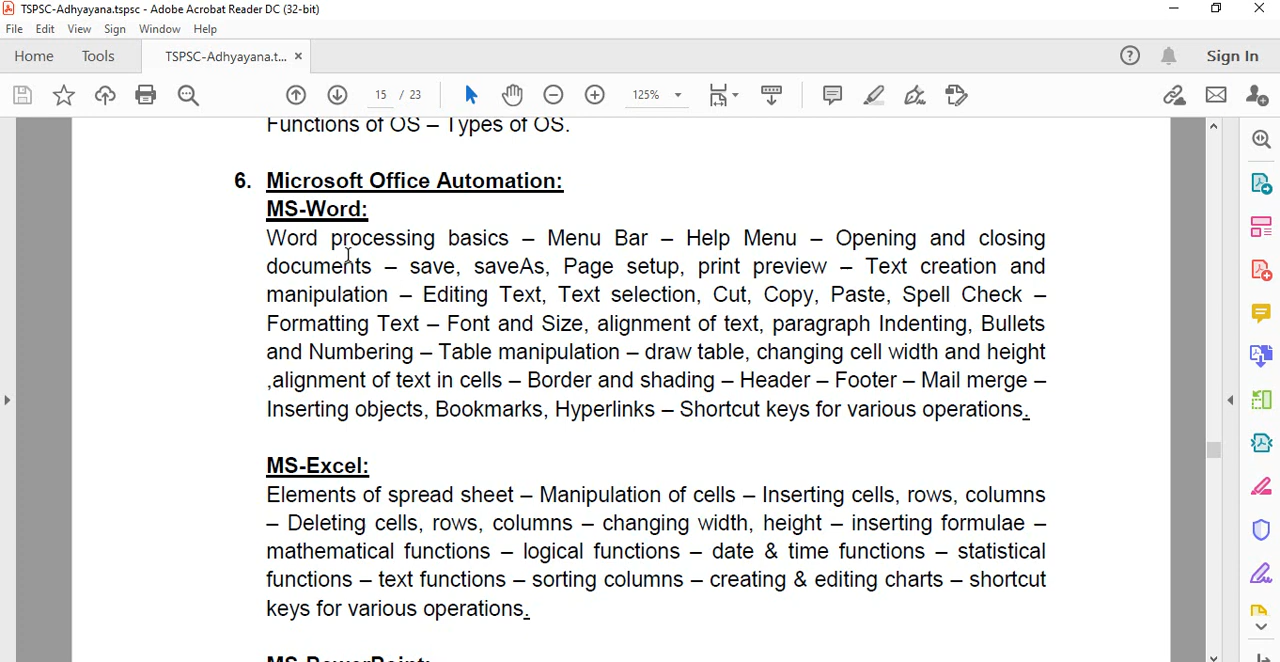 TSPSC-Adhyayana.tspsc - Adobe Acrobat Reader DC (32-bit)
File Edit View Sign Window Help
Home Tools TSPSC-Adhyayana.t... × Sign In
15 / 23 125%
Functions of OS – Types of OS.
6. Microsoft Office Automation:
MS-Word:
Word processing basics – Menu Bar – Help Menu – Opening and closing
documents – save, saveAs, Page setup, print preview – Text creation and
manipulation – Editing Text, Text selection, Cut, Copy, Paste, Spell Check –
Formatting Text – Font and Size, alignment of text, paragraph Indenting, Bullets
and Numbering – Table manipulation – draw table, changing cell width and height
,alignment of text in cells – Border and shading – Header – Footer – Mail merge –
Inserting objects, Bookmarks, Hyperlinks – Shortcut keys for various operations.
MS-Excel:
Elements of spread sheet – Manipulation of cells – Inserting cells, rows, columns
– Deleting cells, rows, columns – changing width, height – inserting formulae –
mathematical functions – logical functions – date & time functions – statistical
functions – text functions – sorting columns – creating & editing charts – shortcut
keys for various operations.
MS-PowerPoint: